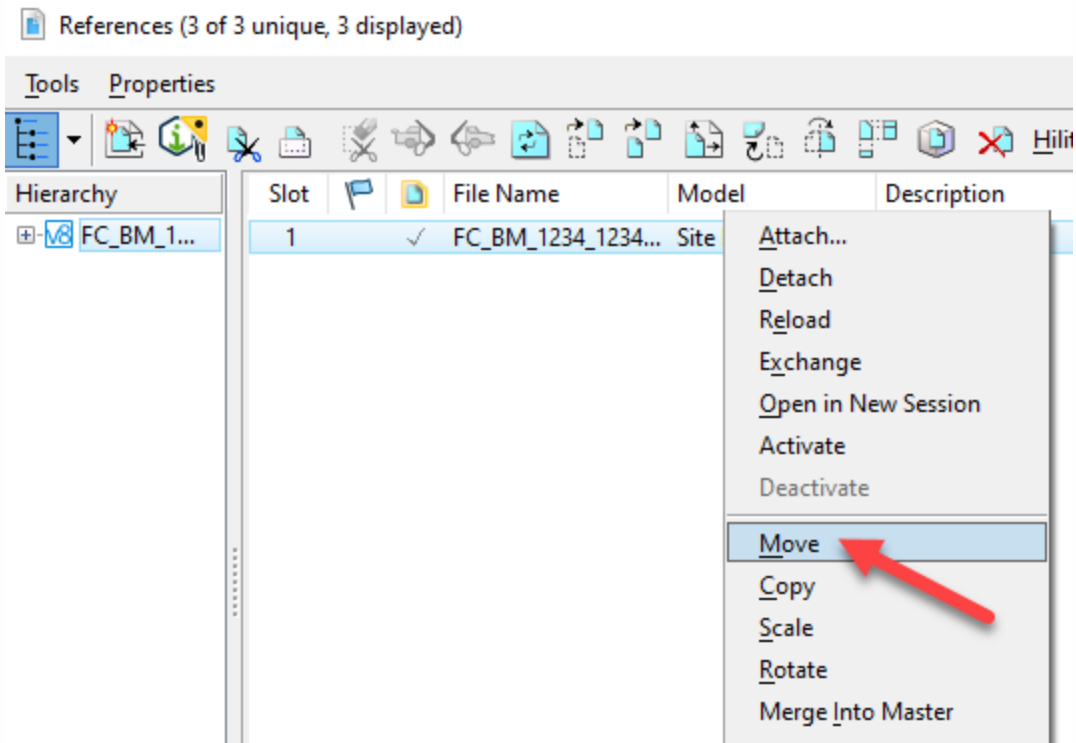 References (3 of 3 unique, 3 displayed)
Tools Properties
Hilit
Hierarchy Slot File Name Model Description
V8 FC_BM_1... 1 FC_BM_1234_1234... Site
Attach...
Detach
Reload
Exchange
Open in New Session
Activate
Deactivate
Move
Copy
Scale
Rotate
Merge Into Master